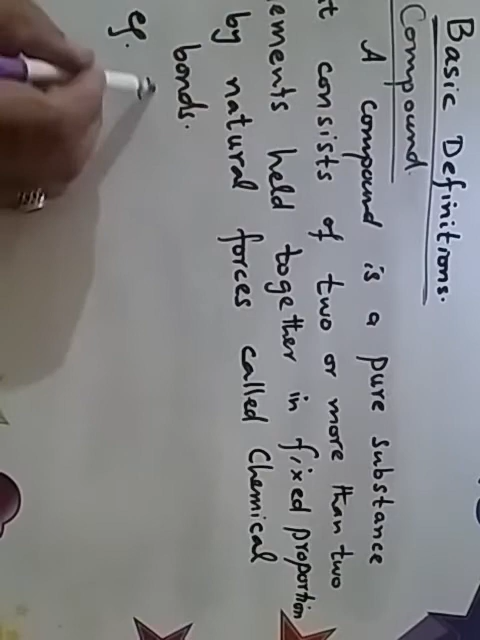 Basic Definitions.
Compound.
A compound is a pure substance
t consists of two or more than two
ements held together in fixed proportion
by natural forces called Chemical
bonds.
eg.